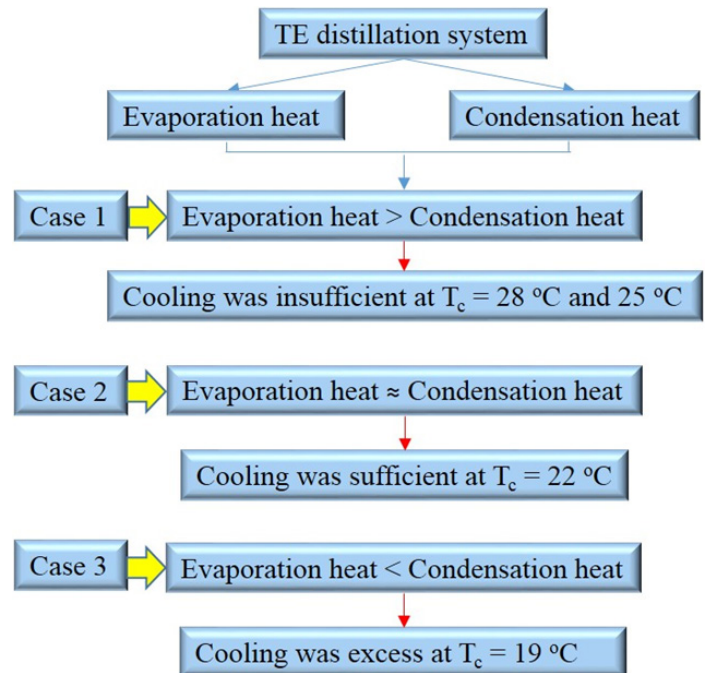 TE distillation system
Evaporation heat
Condensation heat
Case 1
Evaporation heat > Condensation heat
Cooling was insufficient at Tc = 28 ºC and 25 ºC
Case 2
Evaporation heat ≈ Condensation heat
Cooling was sufficient at Tc = 22 ºC
Case 3
Evaporation heat < Condensation heat
Cooling was excess at Tc = 19 ºC